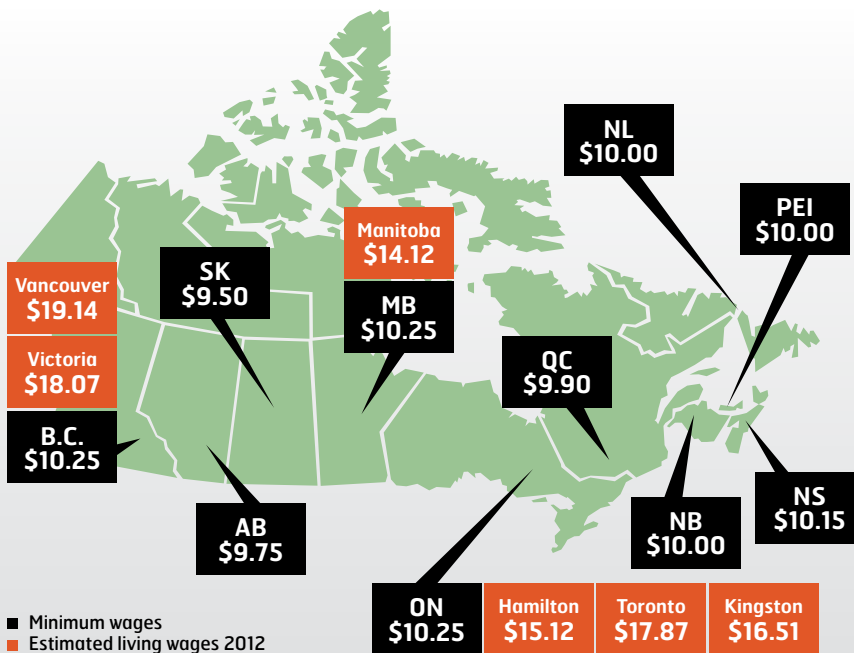 NL
$10.00
PEI
$10.00
Manitoba
$14.12
SK
$9.50
Vancouver
$19.14
MB
$10.25
Victoria
$18.07
QC
$9.90
B.C.
$10.25
AB
$9.75
NB
$10.00
NS
$10.15
ON
$10.25
Hamilton
$15.12
Toronto
$17.87
Kingston
$16.51
Minimum wages
Estimated living wages 2012